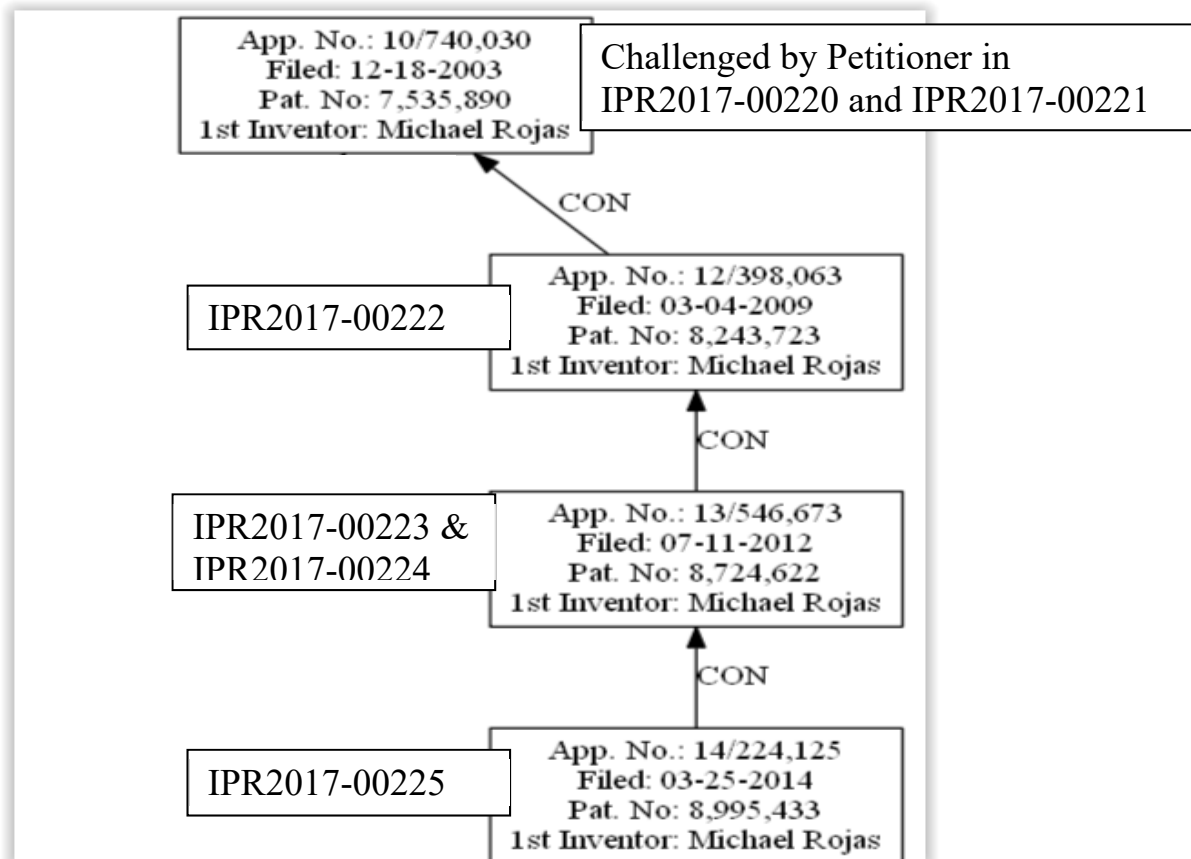 App. No.: 10/740,030
Filed: 12-18-2003
Pat. No: 7,535,890
1st Inventor: Michael Rojas
Challenged by Petitioner in
IPR2017-00220 and IPR2017-00221
CON
IPR2017-00222
App. No.: 12/398,063
Filed: 03-04-2009
Pat. No: 8,243,723
1st Inventor: Michael Rojas
CON
IPR2017-00223 &
IPR2017-00224
App. No.: 13/546,673
Filed: 07-11-2012
Pat. No: 8,724,622
1st Inventor: Michael Rojas
CON
IPR2017-00225
App. No.: 14/224,125
Filed: 03-25-2014
Pat. No: 8,995,433
1st Inventor: Michael Rojas